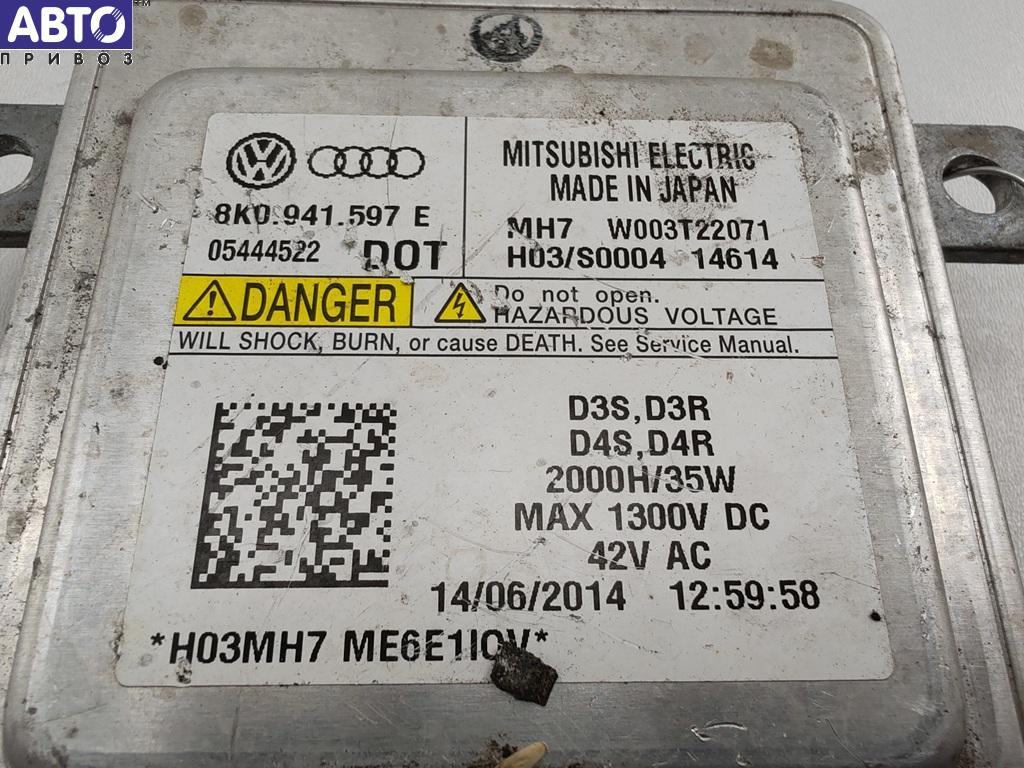 АВТО
ПРИВОЗ
TM
8K0.941.597 E
05444522 DOT
MITSUBISHI ELECTRIC
MADE IN JAPAN
MH7 W003T22071
H03/S0004 14614
DANGER
Do not open.
HAZARDOUS VOLTAGE
WILL SHOCK, BURN, or cause DEATH. See Service Manual.
D3S,D3R
D4S,D4R
2000H/35W
MAX 1300V DC
42V AC
14/06/2014 12:59:58
*H03MH7